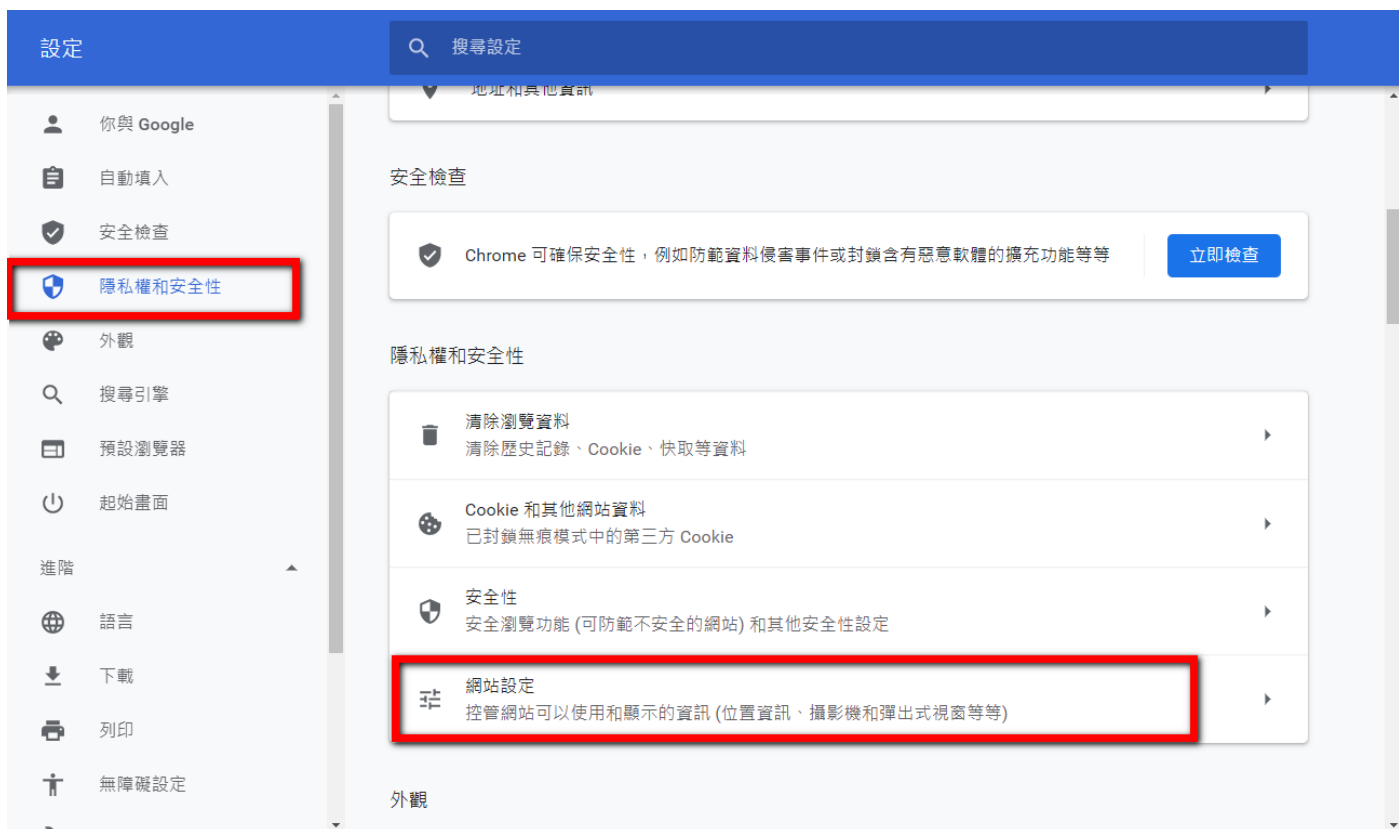 設定
搜尋設定
你與 Google
自動填入
安全檢查
隱私權和安全性
外觀
搜尋引擎
預設瀏覽器
起始畫面
進階
語言
下載
列印
無障礙設定
地址和其他資訊
安全檢查
Chrome 可確保安全性，例如防範資料侵害事件或封鎖含有惡意軟體的擴充功能等等
立即檢查
隱私權和安全性
清除瀏覽資料
清除歷史記錄、Cookie、快取等資料
Cookie 和其他網站資料
已封鎖無痕模式中的第三方 Cookie
安全性
安全瀏覽功能 (可防範不安全的網站) 和其他安全性設定
網站設定
控管網站可以使用和顯示的資訊 (位置資訊、攝影機和彈出式視窗等等)
外觀